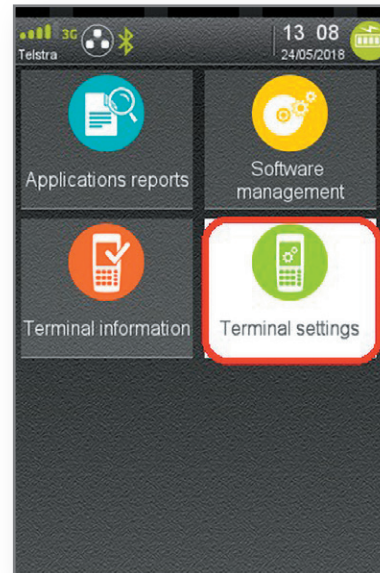 3G
13 08
Telstra
24/05/2018
Applications reports
Software
management
Terminal information
Terminal settings